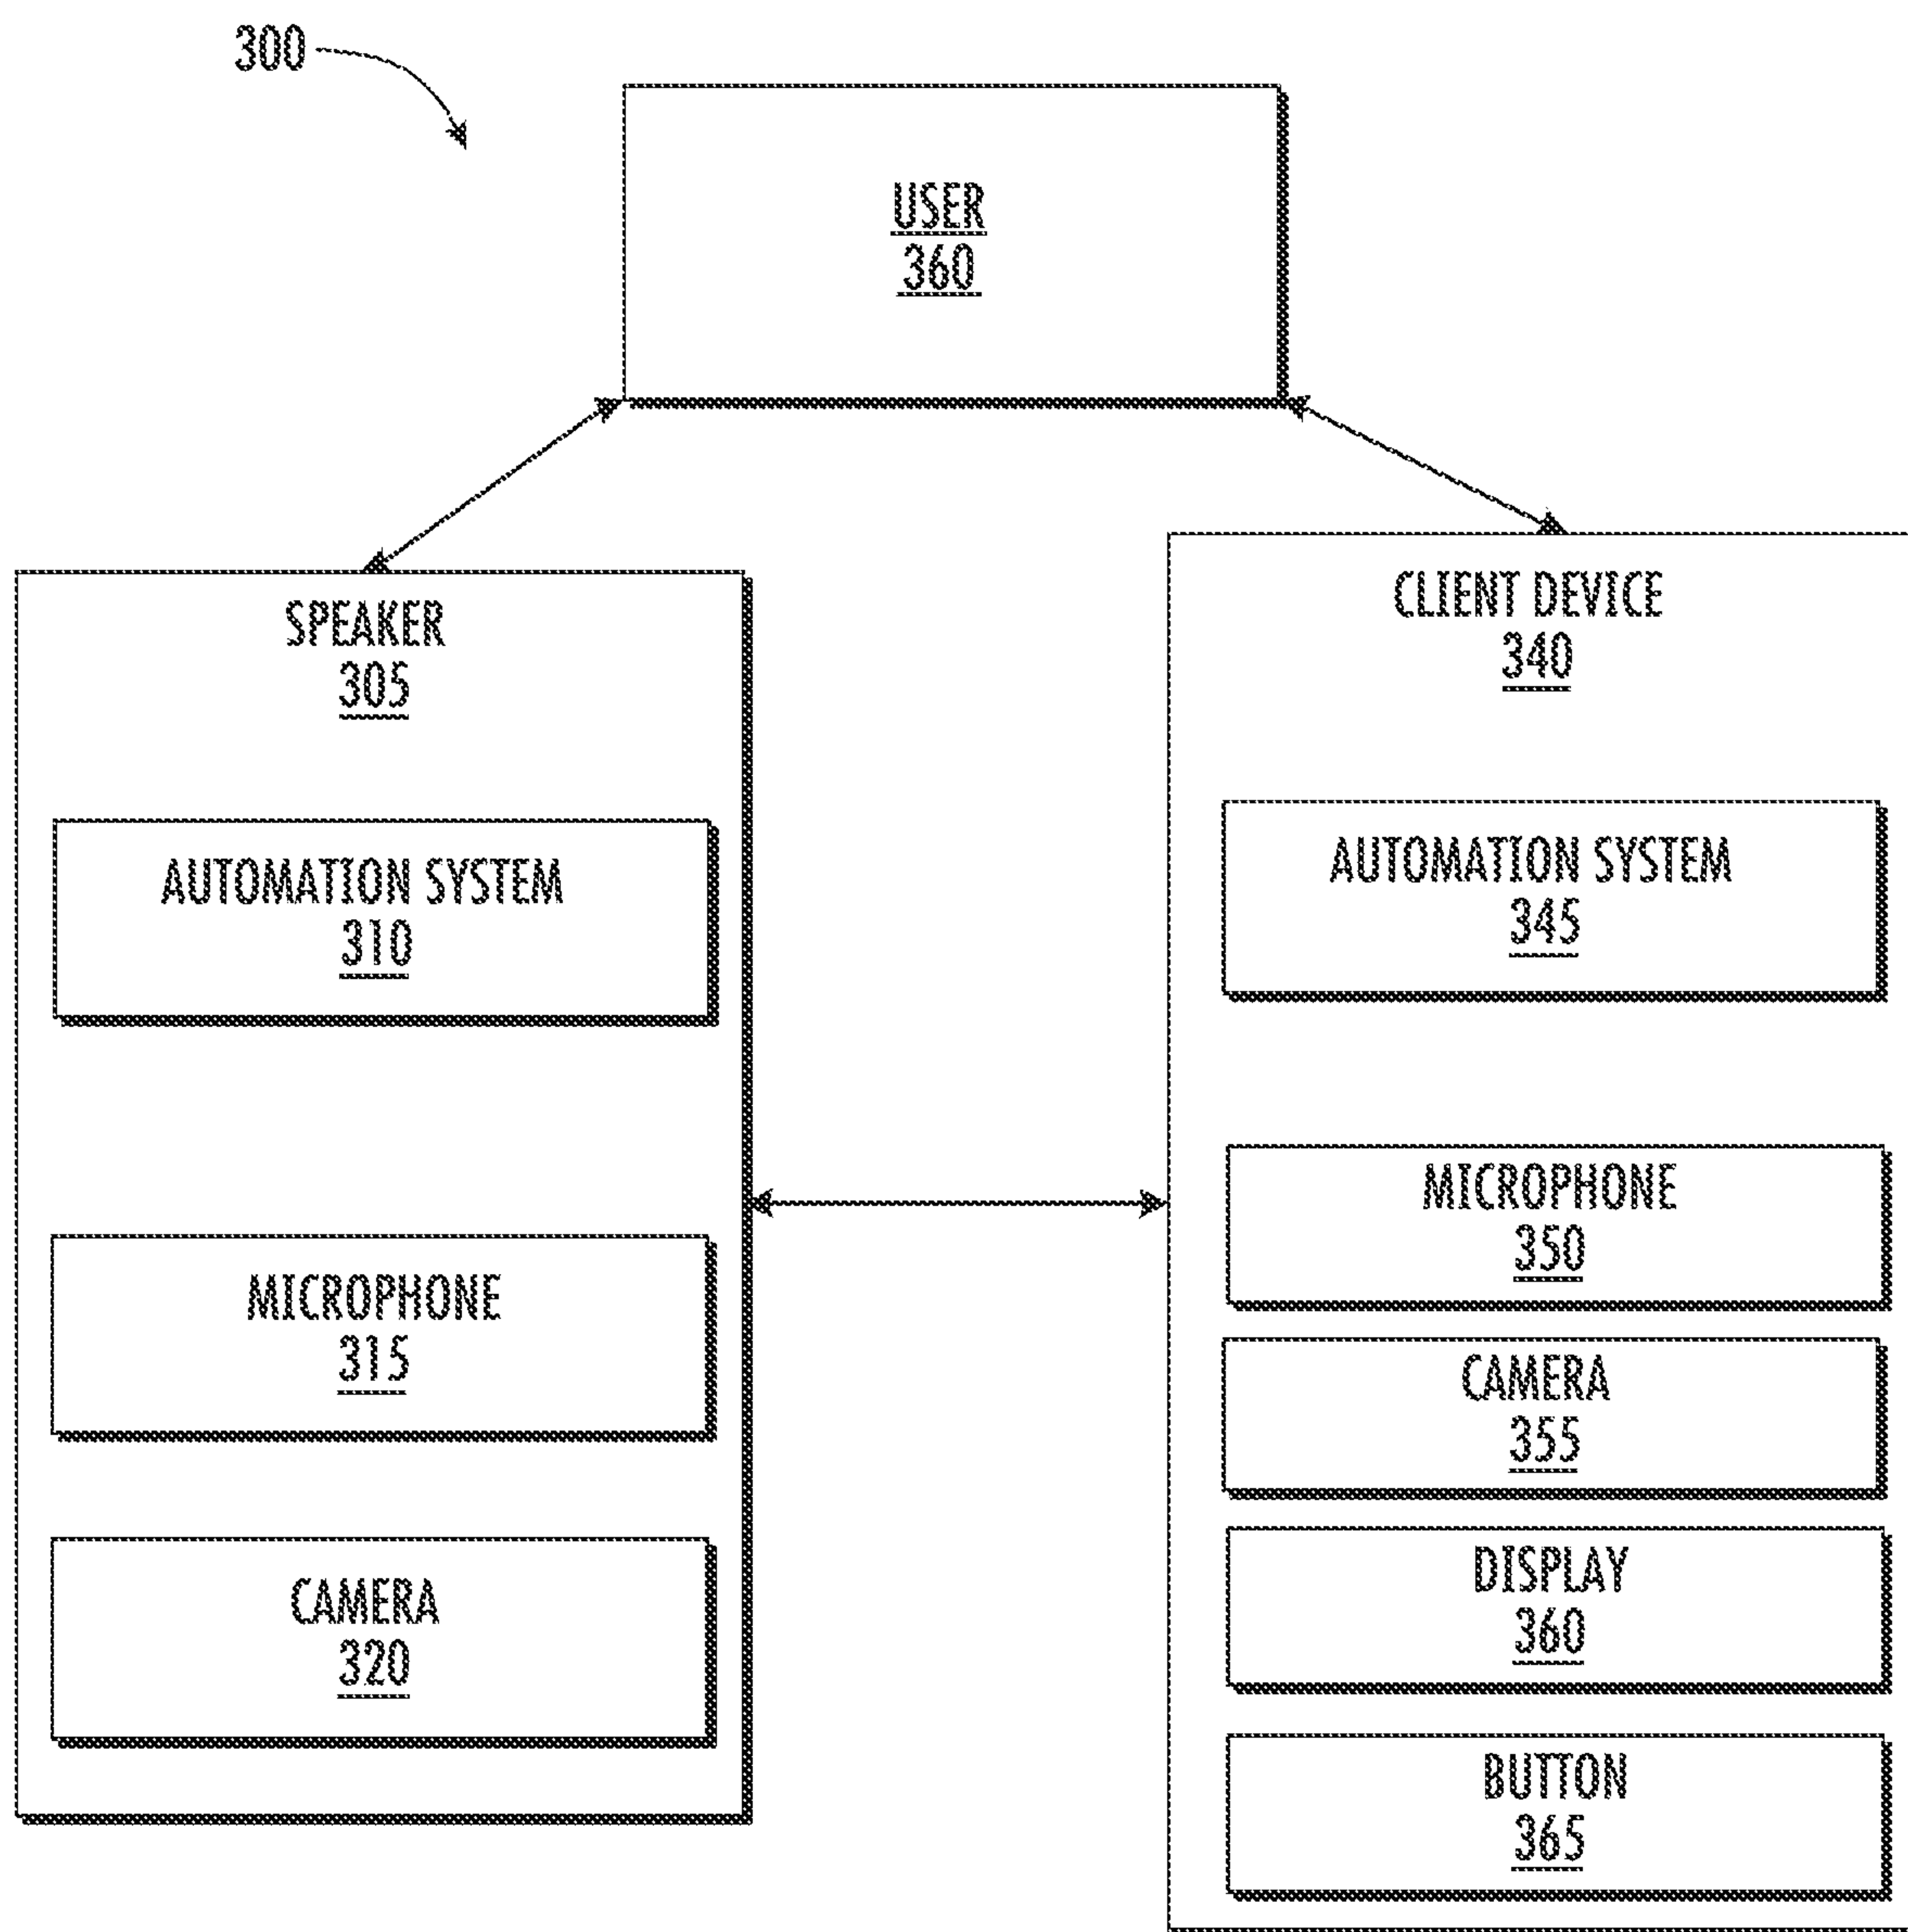 300
USER
360
SPEAKER
305
AUTOMATION SYSTEM
310
MICROPHONE
315
CAMERA
320
CLIENT DEVICE
340
AUTOMATION SYSTEM
345
MICROPHONE
350
CAMERA
355
DISPLAY
360
BUTTON
365